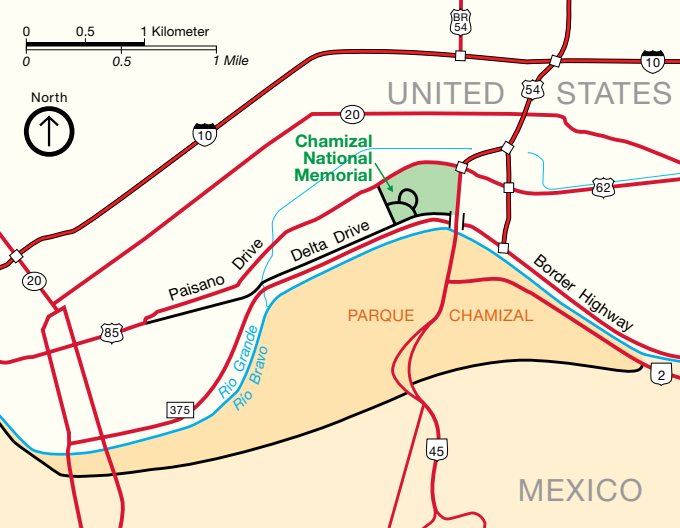 0 0.5 1 Kilometer
0 0.5 1 Mile
North
BR
54
10
54
UNITED STATES
20
10
Chamizal
National
Memorial
62
Paisano Drive
Delta Drive
Border Highway
20
85
PARQUE CHAMIZAL
Rio Grande
Río Bravo
2
375
45
MEXICO